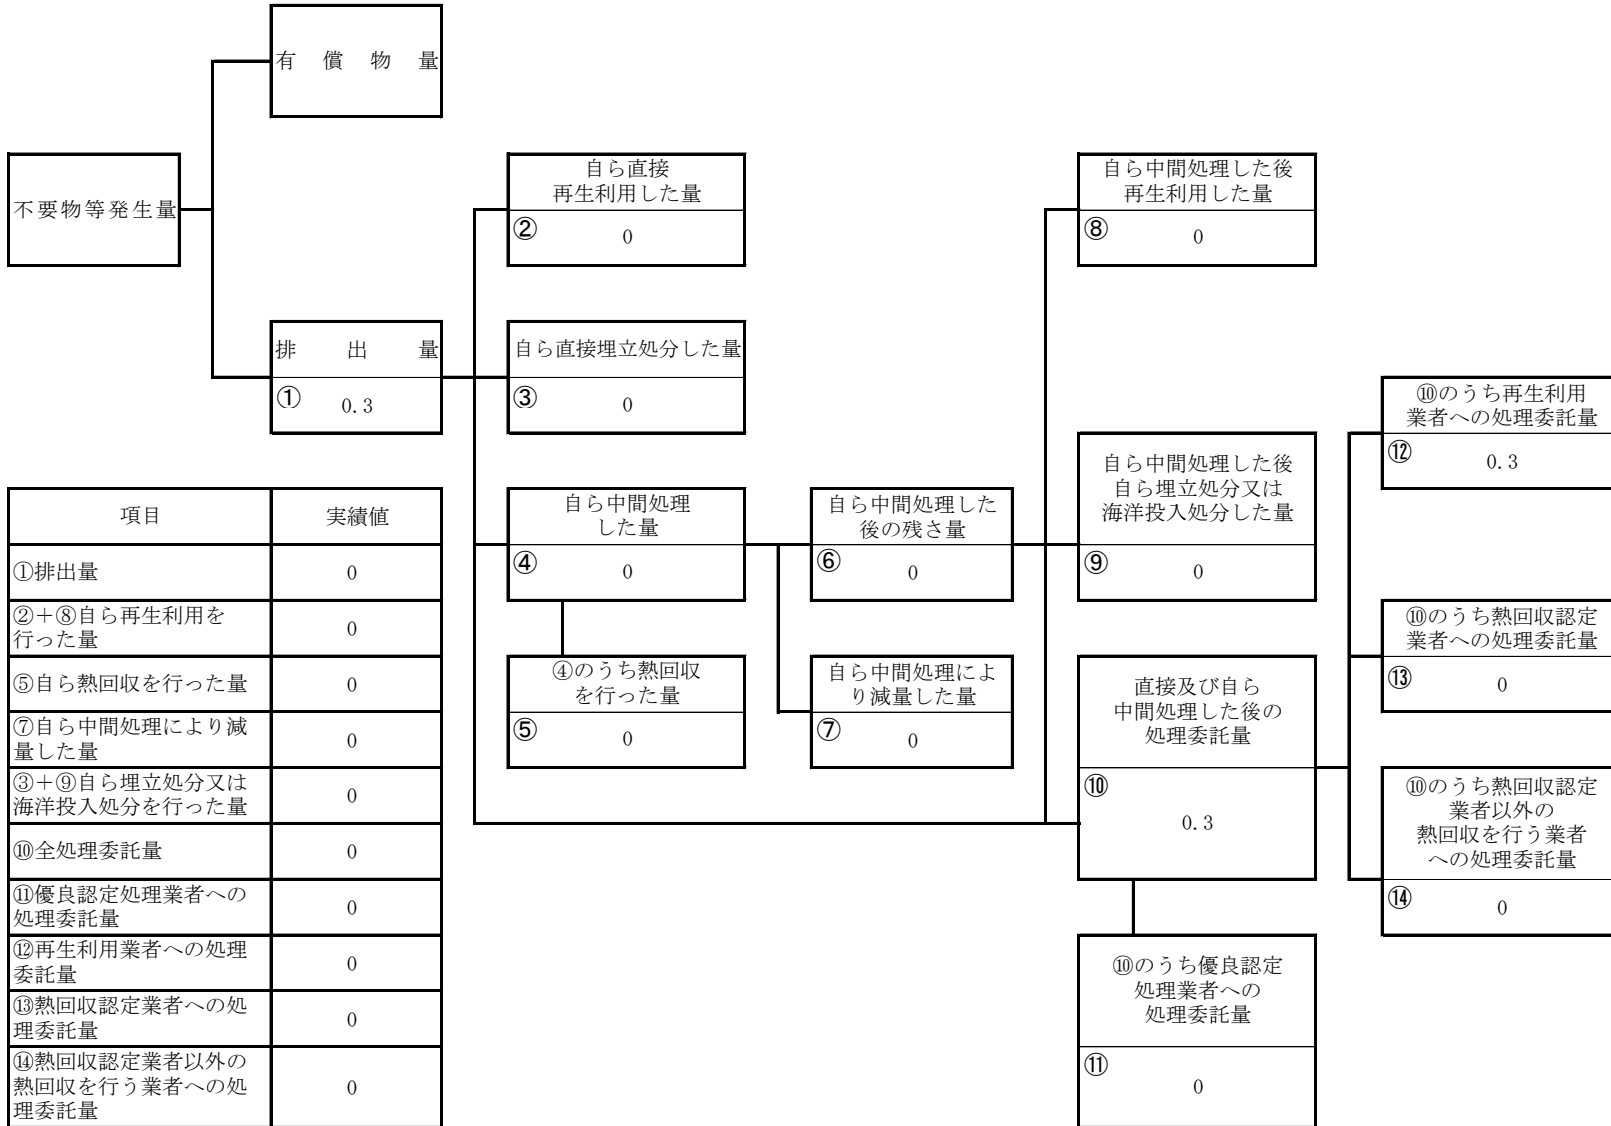 有償物量
不要物等発生量
排出量
①
0.3
自ら直接
再生利用した量
②
0
自ら直接埋立処分した量
③
0
自ら中間処理
した量
④
0
④のうち熱回収
を行った量
⑤
0
自ら中間処理した
後の残さ量
⑥
0
自ら中間処理によ
り減量した量
⑦
0
自ら中間処理した後
再生利用した量
⑧
0
自ら中間処理した後
自ら埋立処分又は
海洋投入処分した量
⑨
0
直接及び自ら
中間処理した後の
処理委託量
⑩
0.3
⑩のうち優良認定
処理業者への
処理委託量
⑪
0
⑩のうち再生利用
業者への処理委託量
⑫
0.3
⑩のうち熱回収認定
業者への処理委託量
⑬
0
⑩のうち熱回収認定
業者以外の
熱回収を行う業者
への処理委託量
⑭
0
項目 実績値
①排出量 0
②＋⑧自ら再生利用を
行った量 0
⑤自ら熱回収を行った量 0
⑦自ら中間処理により減
量した量 0
③＋⑨自ら埋立処分又は
海洋投入処分を行った量 0
⑩全処理委託量 0
⑪優良認定処理業者への
処理委託量 0
⑫再生利用業者への処理
委託量 0
⑬熱回収認定業者への処
理委託量 0
⑭熱回収認定業者以外の
熱回収を行う業者への処
理委託量 0